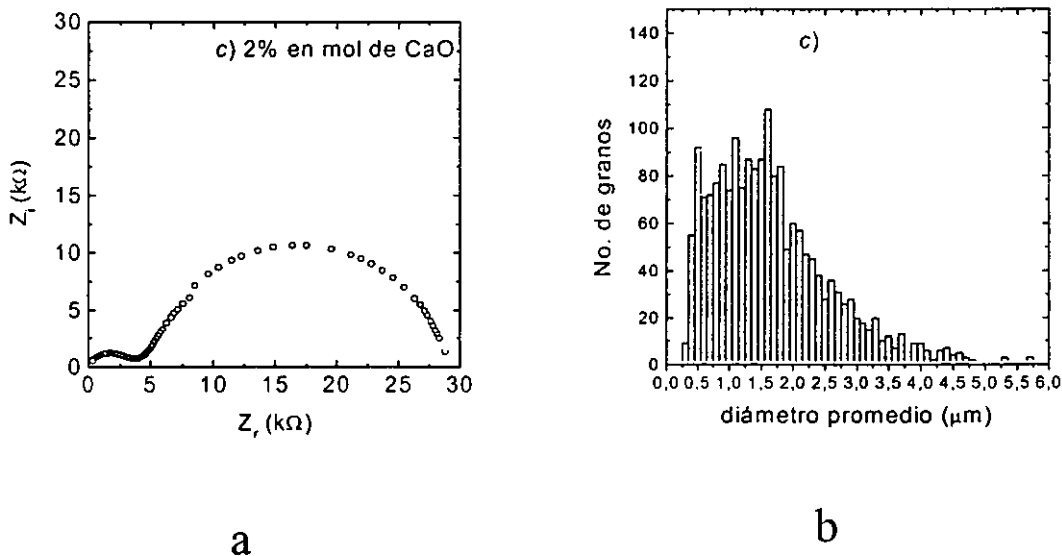 c) 2% en mol de CaO
30
25
20
15
10
5
0
Z_i (kΩ)
0 5 10 15 20 25 30
Z_r (kΩ)
a
c)
140
120
100
80
60
40
20
0
No. de granos
0,0 0,5 1,0 1,5 2,0 2,5 3,0 3,5 4,0 4,5 5,0 5,5 6,0
diámetro promedio (μm)
b